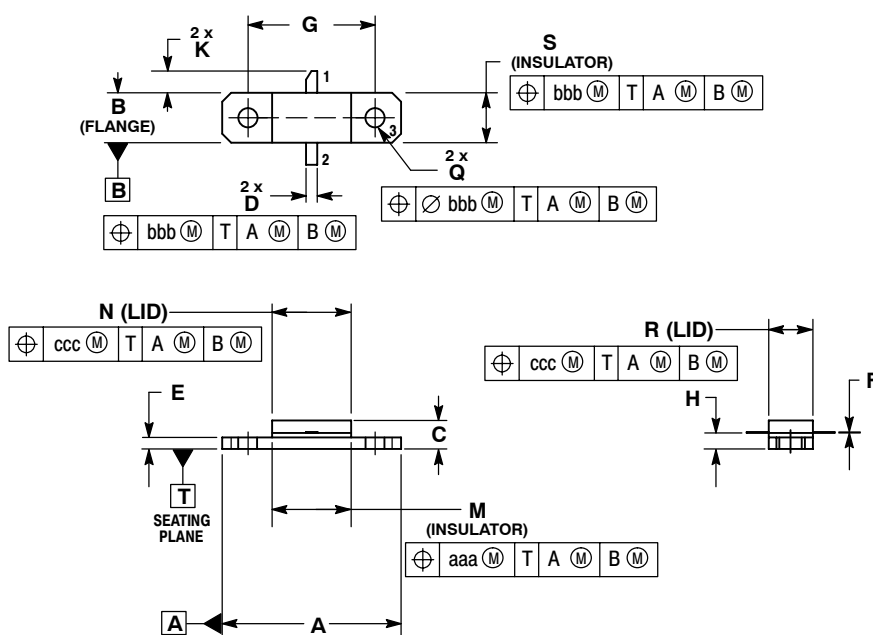 G
2 x
K
1
S
(INSULATOR)
⌖ bbb Ⓜ T A Ⓜ B Ⓜ
B
(FLANGE)
3
2
B
2 x
Q
⌖ ∅ bbb Ⓜ T A Ⓜ B Ⓜ
2 x
D
⌖ bbb Ⓜ T A Ⓜ B Ⓜ
N (LID)
⌖ ccc Ⓜ T A Ⓜ B Ⓜ
R (LID)
⌖ ccc Ⓜ T A Ⓜ B Ⓜ
E
C
H
F
T
SEATING
PLANE
M
(INSULATOR)
⌖ aaa Ⓜ T A Ⓜ B Ⓜ
A
A